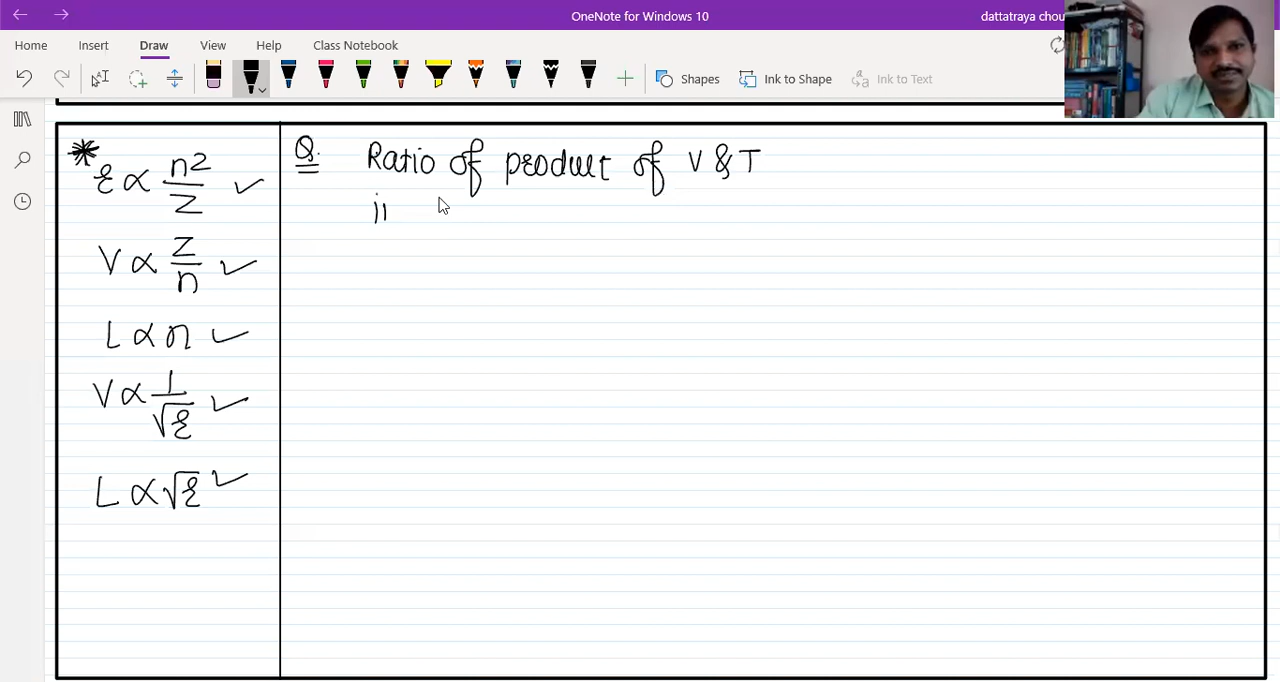 OneNote for Windows 10
dattatraya chou
Home Insert Draw View Help Class Notebook
Shapes Ink to Shape Ink to Text
* r ∝ n²/Z ✓
V ∝ Z/n ✓
L ∝ n ✓
V ∝ 1/√r ✓
L ∝ √r ✓
Q. Ratio of product of V & T